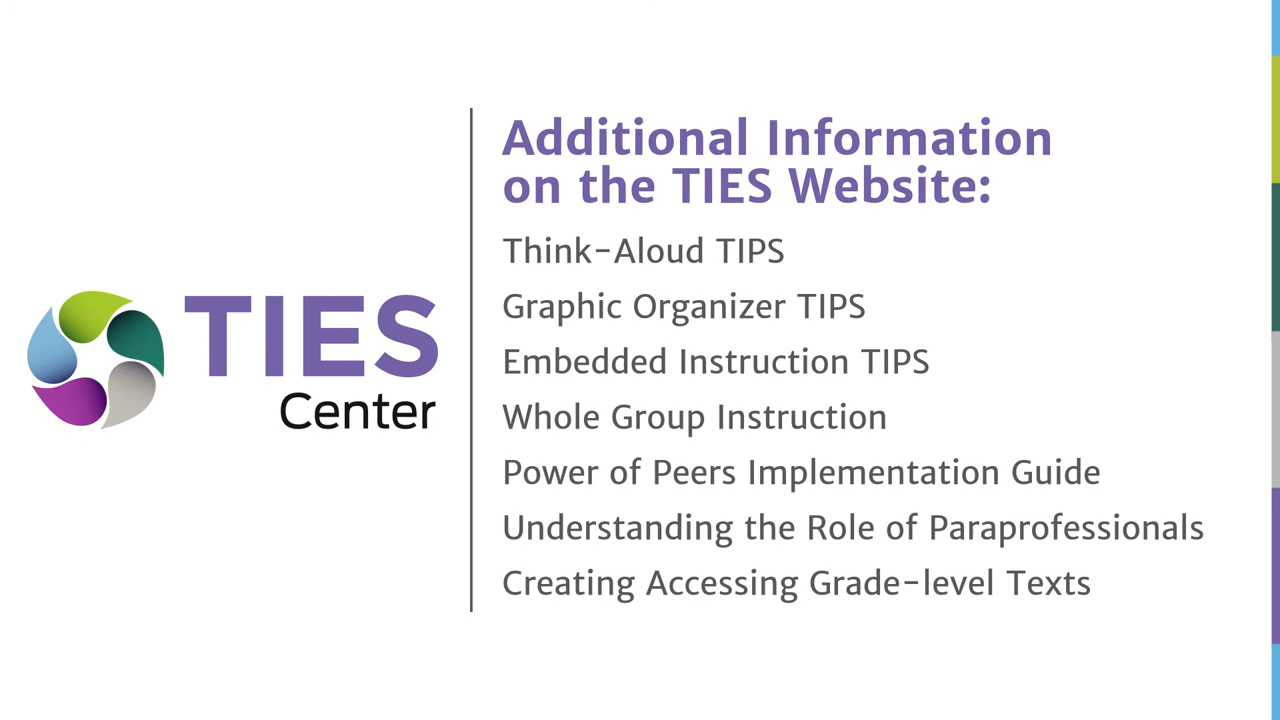 TIES
Center
Additional Information
on the TIES Website:
Think-Aloud TIPS
Graphic Organizer TIPS
Embedded Instruction TIPS
Whole Group Instruction
Power of Peers Implementation Guide
Understanding the Role of Paraprofessionals
Creating Accessing Grade-level Texts